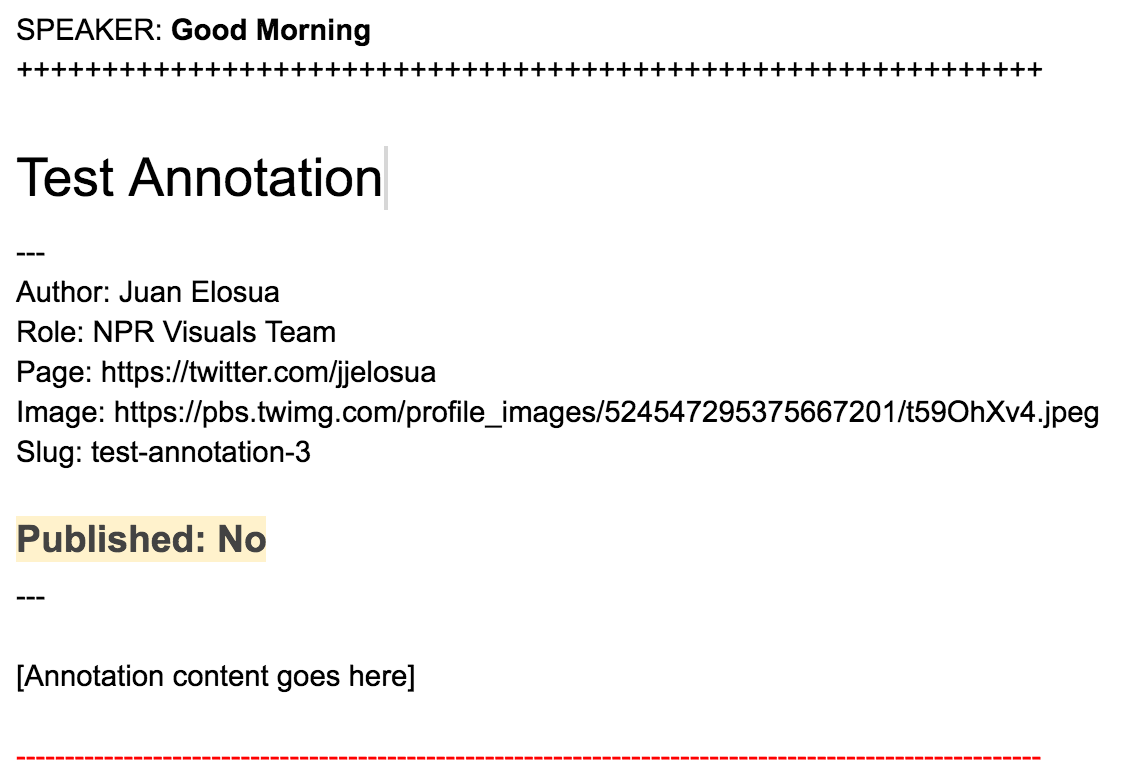 SPEAKER: Good Morning
++++++++++++++++++++++++++++++++++++++++++++++++++++++++++++
Test Annotation
---
Author: Juan Elosua
Role: NPR Visuals Team
Page: https://twitter.com/jjelosua
Image: https://pbs.twimg.com/profile_images/524547295375667201/t59OhXv4.jpeg
Slug: test-annotation-3
Published: No
---
[Annotation content goes here]
---------------------------------------------------------------------------------------------------------